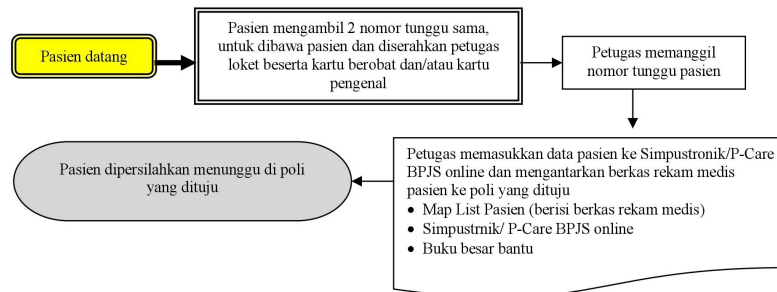 Pasien datang
Pasien mengambil 2 nomor tunggu sama,
untuk dibawa pasien dan diserahkan petugas
loket beserta kartu berobat dan/atau kartu
pengenal
Petugas memanggil
nomor tunggu pasien
Petugas memasukkan data pasien ke Simpustronik/P-Care
BPJS online dan mengantarkan berkas rekam medis
pasien ke poli yang dituju
• Map List Pasien (berisi berkas rekam medis)
• Simpustrnik/ P-Care BPJS online
• Buku besar bantu
Pasien dipersilahkan menunggu di poli
yang dituju